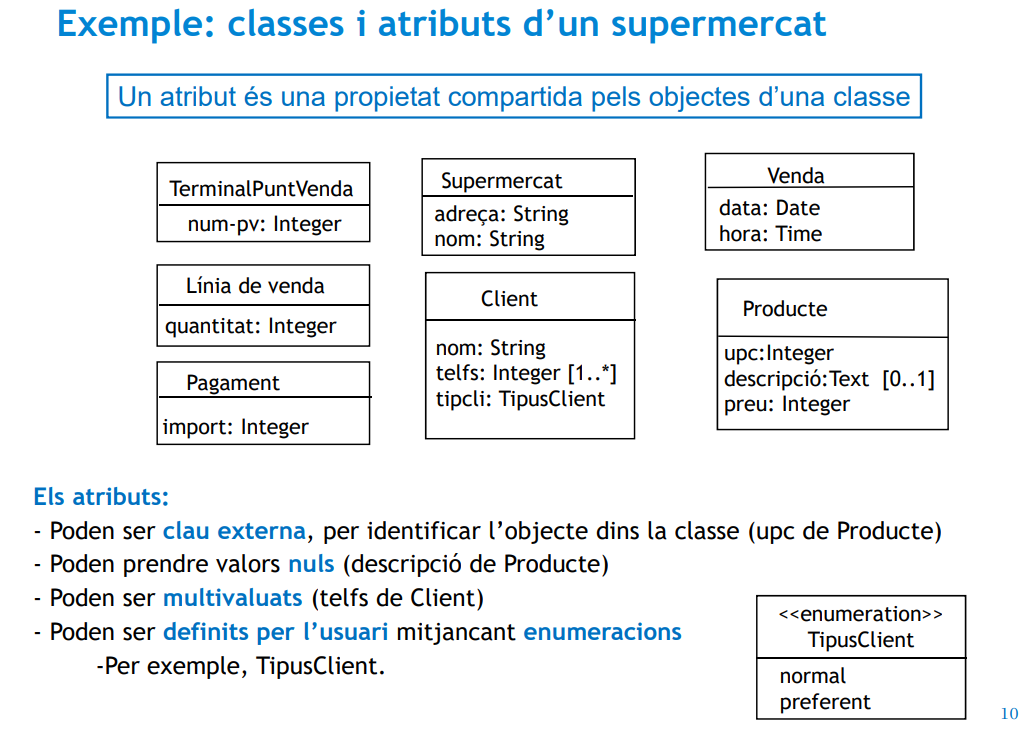 Exemple: classes i atributs d’un supermercat
Un atribut és una propietat compartida pels objectes d’una classe
TerminalPuntVenda
num-pv: Integer
Supermercat
adreça: String
nom: String
Venda
data: Date
hora: Time
Línia de venda
quantitat: Integer
Client
nom: String
telfs: Integer [1..*]
tipcli: TipusClient
Producte
upc:Integer
descripció:Text [0..1]
preu: Integer
Pagament
import: Integer
Els atributs:
- Poden ser clau externa, per identificar l’objecte dins la classe (upc de Producte)
- Poden prendre valors nuls (descripció de Producte)
- Poden ser multivaluats (telfs de Client)
- Poden ser definits per l’usuari mitjancant enumeracions
-Per exemple, TipusClient.
<<enumeration>>
TipusClient
normal
preferent
10